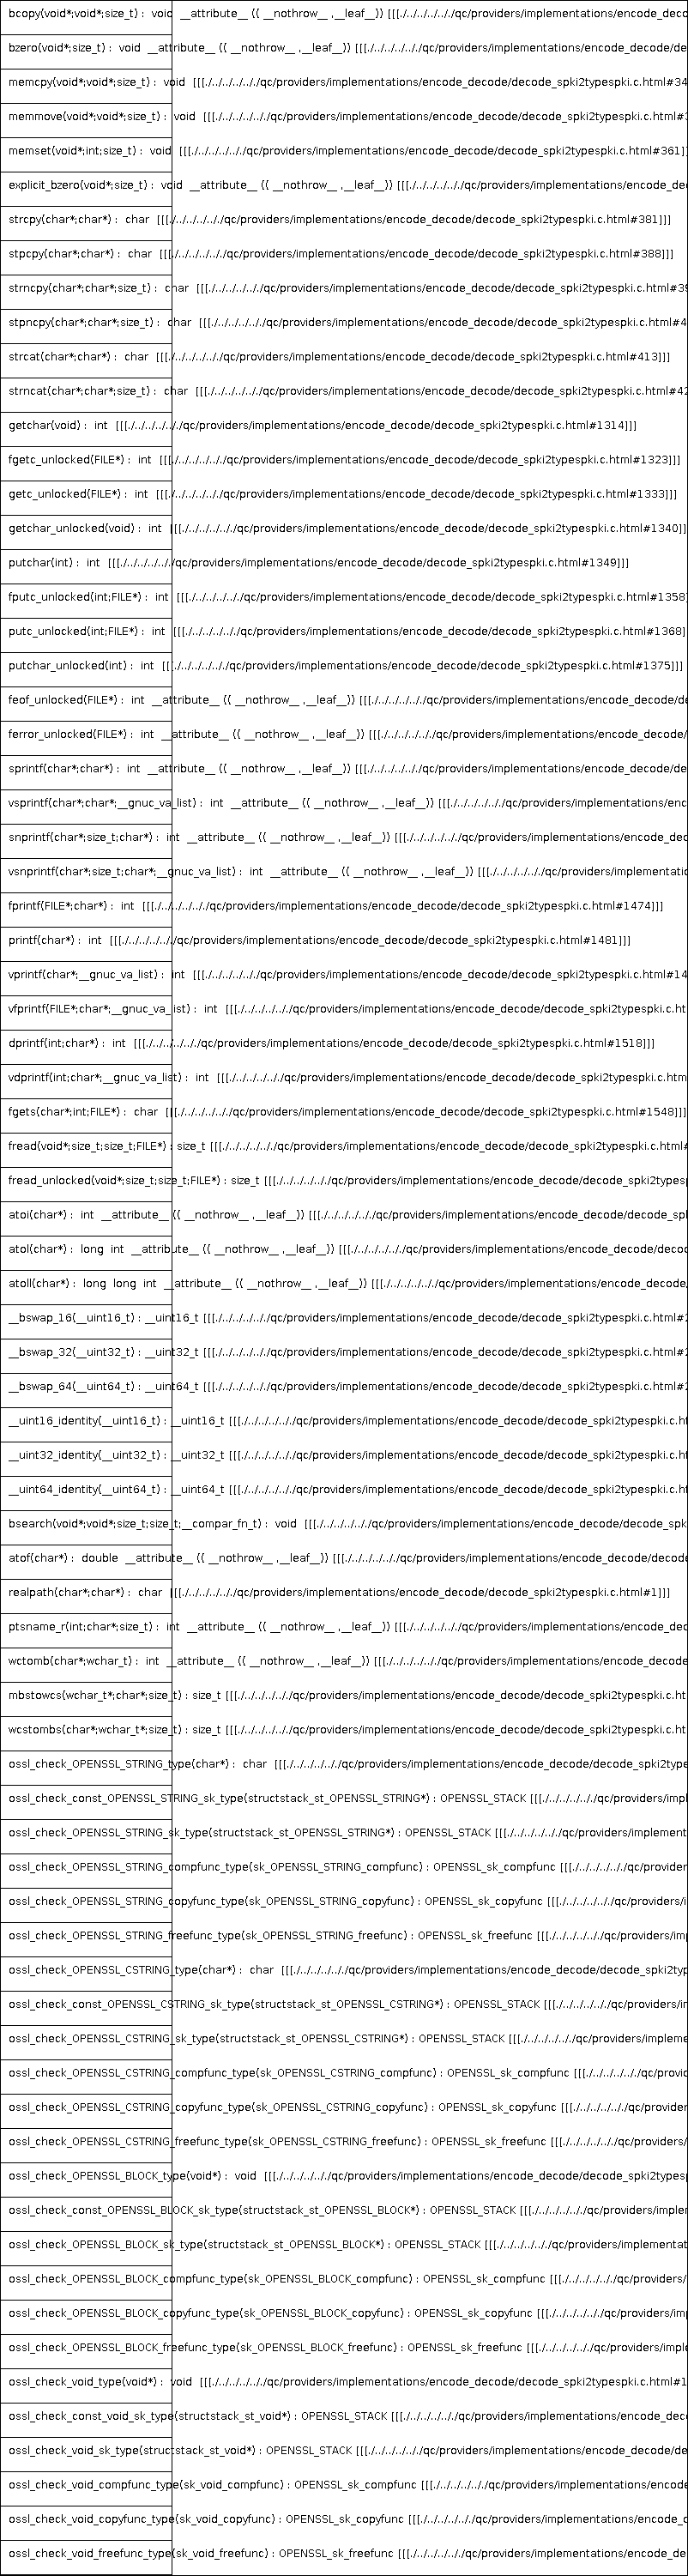 bcopy(void*;void*;size_t) : void __attribute__ (( __nothrow__ ,__leaf__)) [[[./../../../../../qc/providers/implementations/encode_deco
bzero(void*;size_t) : void __attribute__ (( __nothrow__ ,__leaf__)) [[[./../../../../../qc/providers/implementations/encode_decode/de
memcpy(void*;void*;size_t) : void [[[./../../../../../qc/providers/implementations/encode_decode/decode_spki2typespki.c.html#34
memmove(void*;void*;size_t) : void [[[./../../../../../qc/providers/implementations/encode_decode/decode_spki2typespki.c.html#3
memset(void*;int;size_t) : void [[[./../../../../../qc/providers/implementations/encode_decode/decode_spki2typespki.c.html#361]]
explicit_bzero(void*;size_t) : void __attribute__ (( __nothrow__ ,__leaf__)) [[[./../../../../../qc/providers/implementations/encode_de
strcpy(char*;char*) : char [[[./../../../../../qc/providers/implementations/encode_decode/decode_spki2typespki.c.html#381]]]
stpcpy(char*;char*) : char [[[./../../../../../qc/providers/implementations/encode_decode/decode_spki2typespki.c.html#388]]]
strncpy(char*;char*;size_t) : char [[[./../../../../../qc/providers/implementations/encode_decode/decode_spki2typespki.c.html#39
stpncpy(char*;char*;size_t) : char [[[./../../../../../qc/providers/implementations/encode_decode/decode_spki2typespki.c.html#4
strcat(char*;char*) : char [[[./../../../../../qc/providers/implementations/encode_decode/decode_spki2typespki.c.html#413]]]
strncat(char*;char*;size_t) : char [[[./../../../../../qc/providers/implementations/encode_decode/decode_spki2typespki.c.html#42
getchar(void) : int [[[./../../../../../qc/providers/implementations/encode_decode/decode_spki2typespki.c.html#1314]]]
fgetc_unlocked(FILE*) : int [[[./../../../../../qc/providers/implementations/encode_decode/decode_spki2typespki.c.html#1323]]]
getc_unlocked(FILE*) : int [[[./../../../../../qc/providers/implementations/encode_decode/decode_spki2typespki.c.html#1333]]]
getchar_unlocked(void) : int [[[./../../../../../qc/providers/implementations/encode_decode/decode_spki2typespki.c.html#1340]]
putchar(int) : int [[[./../../../../../qc/providers/implementations/encode_decode/decode_spki2typespki.c.html#1349]]]
fputc_unlocked(int;FILE*) : int [[[./../../../../../qc/providers/implementations/encode_decode/decode_spki2typespki.c.html#1358]
putc_unlocked(int;FILE*) : int [[[./../../../../../qc/providers/implementations/encode_decode/decode_spki2typespki.c.html#1368]
putchar_unlocked(int) : int [[[./../../../../../qc/providers/implementations/encode_decode/decode_spki2typespki.c.html#1375]]]
feof_unlocked(FILE*) : int __attribute__ (( __nothrow__ ,__leaf__)) [[[./../../../../../qc/providers/implementations/encode_decode/de
ferror_unlocked(FILE*) : int __attribute__ (( __nothrow__ ,__leaf__)) [[[./../../../../../qc/providers/implementations/encode_decode/
sprintf(char*;char*) : int __attribute__ (( __nothrow__ ,__leaf__)) [[[./../../../../../qc/providers/implementations/encode_decode/de
vsprintf(char*;char*;__gnuc_va_list) : int __attribute__ (( __nothrow__ ,__leaf__)) [[[./../../../../../qc/providers/implementations/enc
snprintf(char*;size_t;char*) : int __attribute__ (( __nothrow__ ,__leaf__)) [[[./../../../../../qc/providers/implementations/encode_dec
vsnprintf(char*;size_t;char*;__gnuc_va_list) : int __attribute__ (( __nothrow__ ,__leaf__)) [[[./../../../../../qc/providers/implementatic
fprintf(FILE*;char*) : int [[[./../../../../../qc/providers/implementations/encode_decode/decode_spki2typespki.c.html#1474]]]
printf(char*) : int [[[./../../../../../qc/providers/implementations/encode_decode/decode_spki2typespki.c.html#1481]]]
vprintf(char*;__gnuc_va_list) : int [[[./../../../../../qc/providers/implementations/encode_decode/decode_spki2typespki.c.html#14
vfprintf(FILE*;char*;__gnuc_va_list) : int [[[./../../../../../qc/providers/implementations/encode_decode/decode_spki2typespki.c.ht
dprintf(int;char*) : int [[[./../../../../../qc/providers/implementations/encode_decode/decode_spki2typespki.c.html#1518]]]
vdprintf(int;char*;__gnuc_va_list) : int [[[./../../../../../qc/providers/implementations/encode_decode/decode_spki2typespki.c.htm
fgets(char*;int;FILE*) : char [[[./../../../../../qc/providers/implementations/encode_decode/decode_spki2typespki.c.html#1548]]]
fread(void*;size_t;size_t;FILE*) : size_t [[[./../../../../../qc/providers/implementations/encode_decode/decode_spki2typespki.c.html#
fread_unlocked(void*;size_t;size_t;FILE*) : size_t [[[./../../../../../qc/providers/implementations/encode_decode/decode_spki2typesp
atoi(char*) : int __attribute__ (( __nothrow__ ,__leaf__)) [[[./../../../../../qc/providers/implementations/encode_decode/decode_spl
atol(char*) : long int __attribute__ (( __nothrow__ ,__leaf__)) [[[./../../../../../qc/providers/implementations/encode_decode/decoc
atoll(char*) : long long int __attribute__ (( __nothrow__ ,__leaf__)) [[[./../../../../../qc/providers/implementations/encode_decode/
__bswap_16(__uint16_t) : __uint16_t [[[./../../../../../qc/providers/implementations/encode_decode/decode_spki2typespki.c.html#2
__bswap_32(__uint32_t) : __uint32_t [[[./../../../../../qc/providers/implementations/encode_decode/decode_spki2typespki.c.html#2
__bswap_64(__uint64_t) : __uint64_t [[[./../../../../../qc/providers/implementations/encode_decode/decode_spki2typespki.c.html#2
__uint16_identity(__uint16_t) : __uint16_t [[[./../../../../../qc/providers/implementations/encode_decode/decode_spki2typespki.c.ht
__uint32_identity(__uint32_t) : __uint32_t [[[./../../../../../qc/providers/implementations/encode_decode/decode_spki2typespki.c.ht
__uint64_identity(__uint64_t) : __uint64_t [[[./../../../../../qc/providers/implementations/encode_decode/decode_spki2typespki.c.ht
bsearch(void*;void*;size_t;size_t;__compar_fn_t) : void [[[./../../../../../qc/providers/implementations/encode_decode/decode_spk
atof(char*) : double __attribute__ (( __nothrow__ ,__leaf__)) [[[./../../../../../qc/providers/implementations/encode_decode/decode
realpath(char*;char*) : char [[[./../../../../../qc/providers/implementations/encode_decode/decode_spki2typespki.c.html#1]]]
ptsname_r(int;char*;size_t) : int __attribute__ (( __nothrow__ ,__leaf__)) [[[./../../../../../qc/providers/implementations/encode_dec
wctomb(char*;wchar_t) : int __attribute__ (( __nothrow__ ,__leaf__)) [[[./../../../../../qc/providers/implementations/encode_decode
mbstowcs(wchar_t*;char*;size_t) : size_t [[[./../../../../../qc/providers/implementations/encode_decode/decode_spki2typespki.c.ht
wcstombs(char*;wchar_t*;size_t) : size_t [[[./../../../../../qc/providers/implementations/encode_decode/decode_spki2typespki.c.ht
ossl_check_OPENSSL_STRING_type(char*) : char [[[./../../../../../qc/providers/implementations/encode_decode/decode_spki2type
ossl_check_const_OPENSSL_STRING_sk_type(structstack_st_OPENSSL_STRING*) : OPENSSL_STACK [[[./../../../../../qc/providers/impl
ossl_check_OPENSSL_STRING_sk_type(structstack_st_OPENSSL_STRING*) : OPENSSL_STACK [[[./../../../../../qc/providers/implement
ossl_check_OPENSSL_STRING_compfunc_type(sk_OPENSSL_STRING_compfunc) : OPENSSL_sk_compfunc [[[./../../../../../qc/provider
ossl_check_OPENSSL_STRING_copyfunc_type(sk_OPENSSL_STRING_copyfunc) : OPENSSL_sk_copyfunc [[[./../../../../../qc/providers/i
ossl_check_OPENSSL_STRING_freefunc_type(sk_OPENSSL_STRING_freefunc) : OPENSSL_sk_freefunc [[[./../../../../../qc/providers/imp
ossl_check_OPENSSL_CSTRING_type(char*) : char [[[./../../../../../qc/providers/implementations/encode_decode/decode_spki2typ
ossl_check_const_OPENSSL_CSTRING_sk_type(structstack_st_OPENSSL_CSTRING*) : OPENSSL_STACK [[[./../../../../../qc/providers/ir
ossl_check_OPENSSL_CSTRING_sk_type(structstack_st_OPENSSL_CSTRING*) : OPENSSL_STACK [[[./../../../../../qc/providers/impleme
ossl_check_OPENSSL_CSTRING_compfunc_type(sk_OPENSSL_CSTRING_compfunc) : OPENSSL_sk_compfunc [[[./../../../../../qc/provid
ossl_check_OPENSSL_CSTRING_copyfunc_type(sk_OPENSSL_CSTRING_copyfunc) : OPENSSL_sk_copyfunc [[[./../../../../../qc/provider
ossl_check_OPENSSL_CSTRING_freefunc_type(sk_OPENSSL_CSTRING_freefunc) : OPENSSL_sk_freefunc [[[./../../../../../qc/providers/
ossl_check_OPENSSL_BLOCK_type(void*) : void [[[./../../../../../qc/providers/implementations/encode_decode/decode_spki2typesp
ossl_check_const_OPENSSL_BLOCK_sk_type(structstack_st_OPENSSL_BLOCK*) : OPENSSL_STACK [[[./../../../../../qc/providers/impler
ossl_check_OPENSSL_BLOCK_sk_type(structstack_st_OPENSSL_BLOCK*) : OPENSSL_STACK [[[./../../../../../qc/providers/implementat
ossl_check_OPENSSL_BLOCK_compfunc_type(sk_OPENSSL_BLOCK_compfunc) : OPENSSL_sk_compfunc [[[./../../../../../qc/providers/
ossl_check_OPENSSL_BLOCK_copyfunc_type(sk_OPENSSL_BLOCK_copyfunc) : OPENSSL_sk_copyfunc [[[./../../../../../qc/providers/imp
ossl_check_OPENSSL_BLOCK_freefunc_type(sk_OPENSSL_BLOCK_freefunc) : OPENSSL_sk_freefunc [[[./../../../../../qc/providers/imple
ossl_check_void_type(void*) : void [[[./../../../../../qc/providers/implementations/encode_decode/decode_spki2typespki.c.html#1
ossl_check_const_void_sk_type(structstack_st_void*) : OPENSSL_STACK [[[./../../../../../qc/providers/implementations/encode_dec
ossl_check_void_sk_type(structstack_st_void*) : OPENSSL_STACK [[[./../../../../../qc/providers/implementations/encode_decode/de
ossl_check_void_compfunc_type(sk_void_compfunc) : OPENSSL_sk_compfunc [[[./../../../../../qc/providers/implementations/encode
ossl_check_void_copyfunc_type(sk_void_copyfunc) : OPENSSL_sk_copyfunc [[[./../../../../../qc/providers/implementations/encode_c
ossl_check_void_freefunc_type(sk_void_freefunc) : OPENSSL_sk_freefunc [[[./../../../../../qc/providers/implementations/encode_de